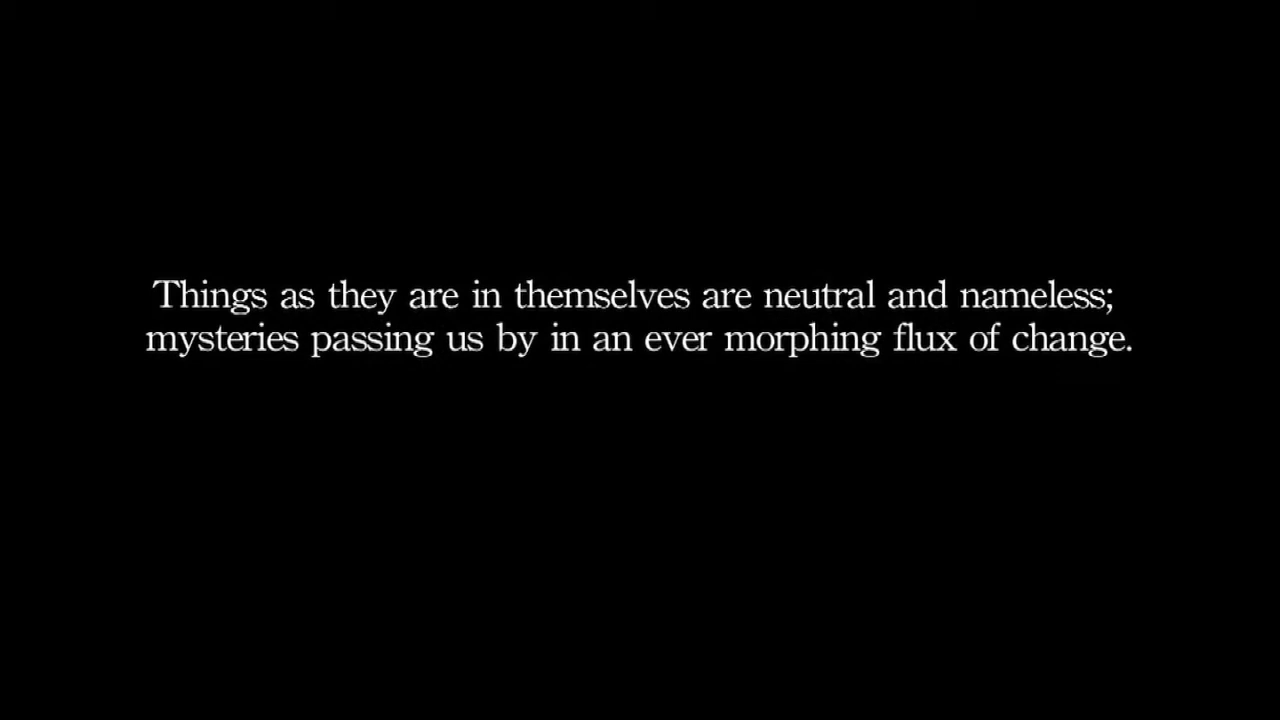 Things as they are in themselves are neutral and nameless;
mysteries passing us by in an ever morphing flux of change.